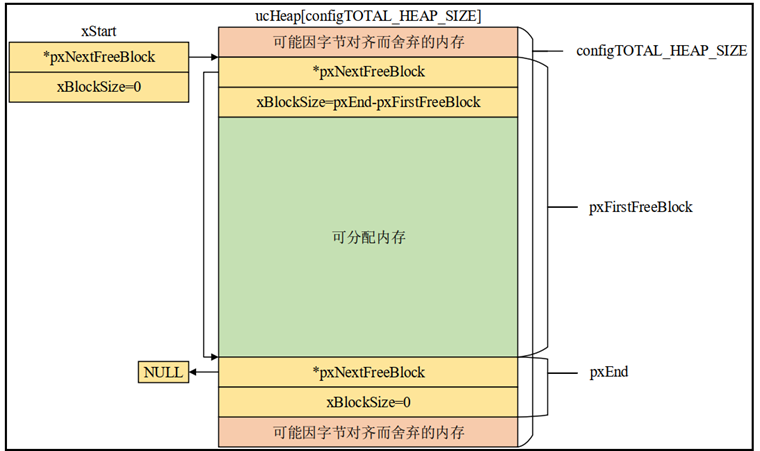 ucHeap[configTOTAL_HEAP_SIZE]
xStart
可能因字节对齐而舍弃的内存
configTOTAL_HEAP_SIZE
*pxNextFreeBlock
*pxNextFreeBlock
xBlockSize=0
xBlockSize=pxEnd-pxFirstFreeBlock
pxFirstFreeBlock
可分配内存
NULL
*pxNextFreeBlock
pxEnd
xBlockSize=0
可能因字节对齐而舍弃的内存